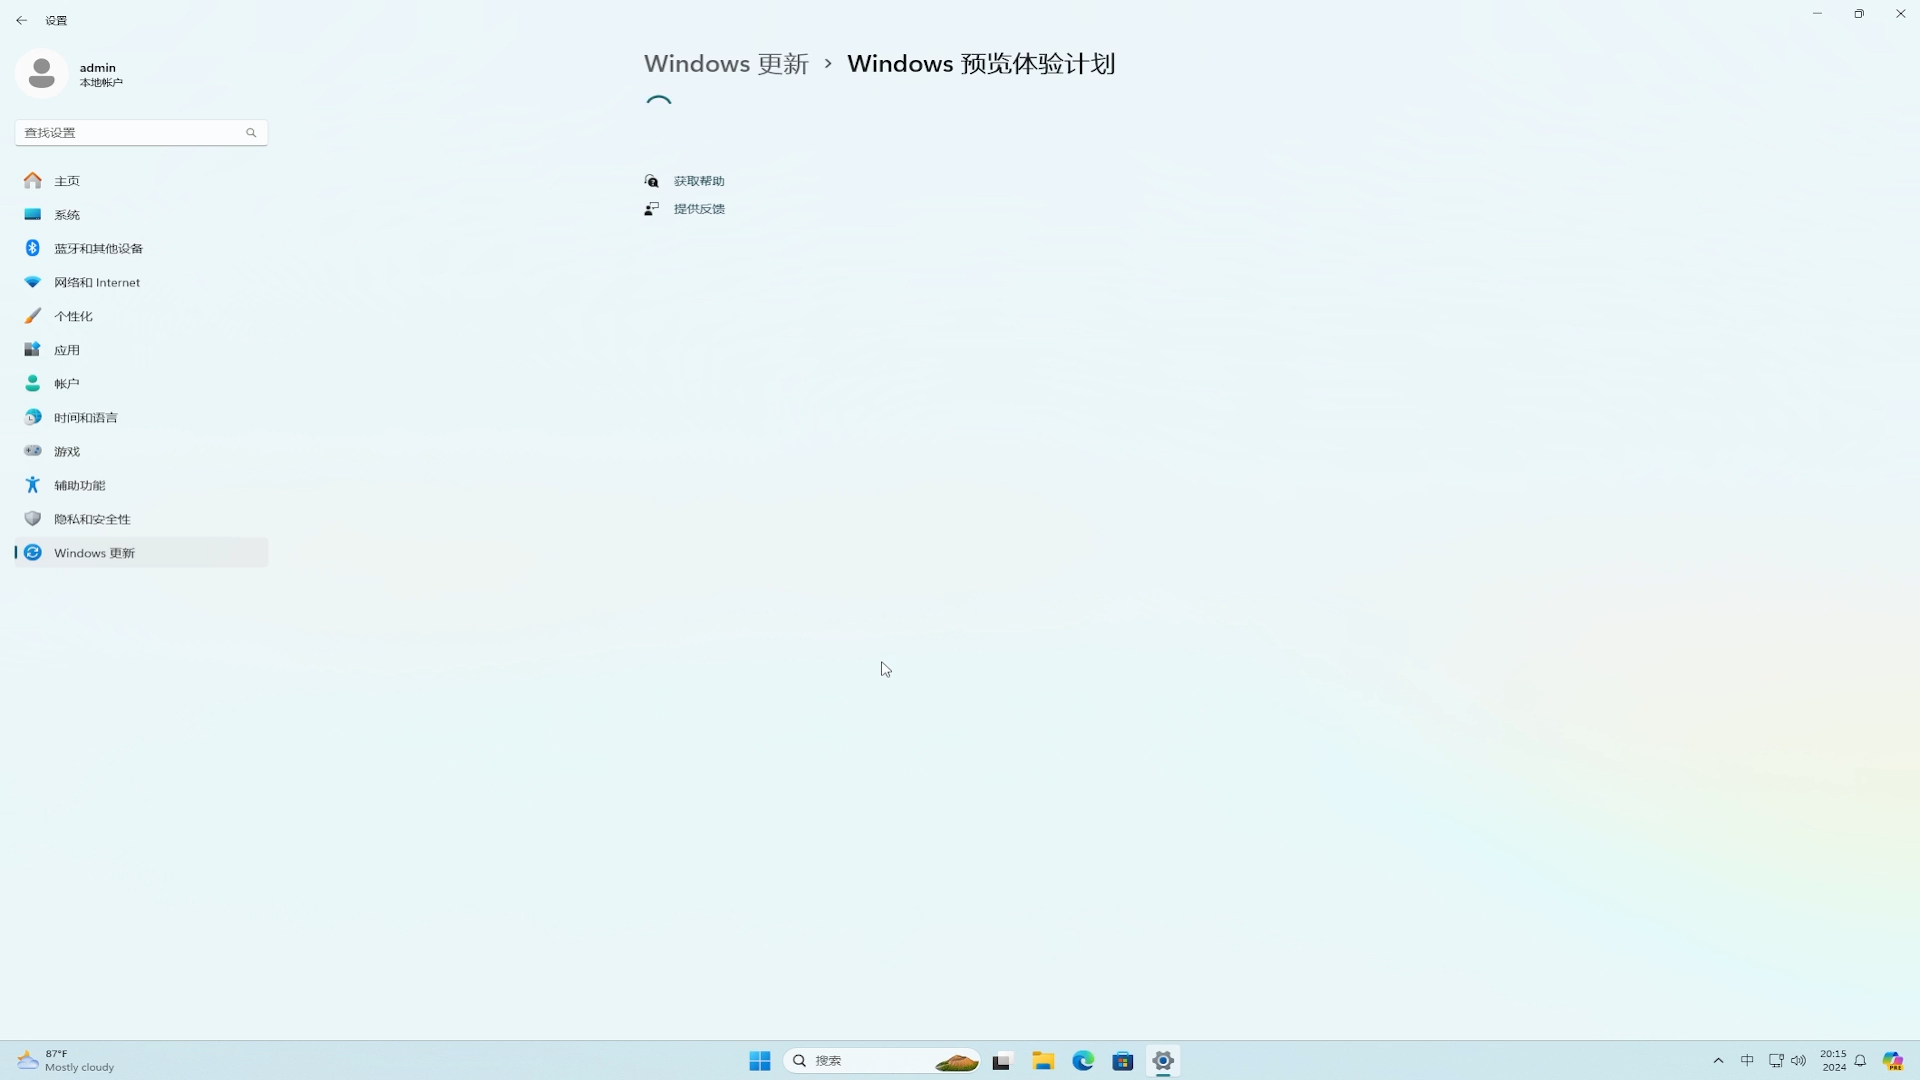 设置
admin
本地帐户
查找设置
主页
系统
蓝牙和其他设备
网络和 Internet
个性化
应用
帐户
时间和语言
游戏
辅助功能
隐私和安全性
Windows 更新
Windows 更新 › Windows 预览体验计划
获取帮助
提供反馈
87°F
Mostly cloudy
搜索
中
20:15
2024
PRE